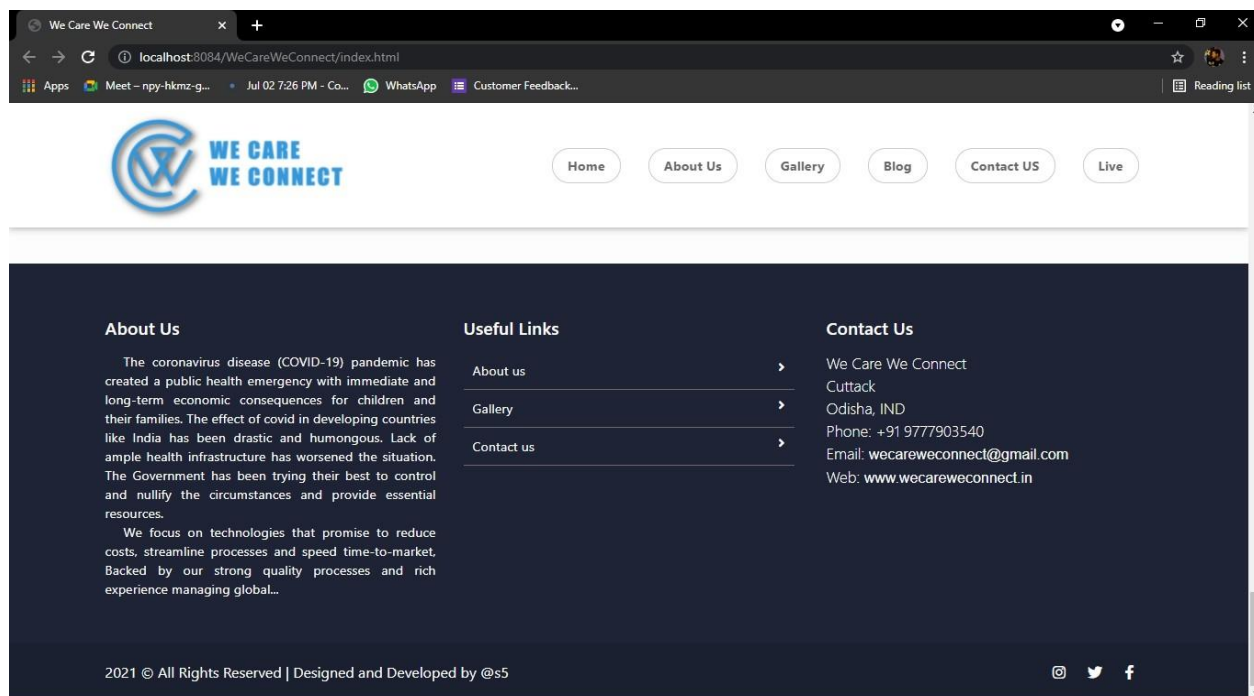 We Care We Connect
localhost:8084/WeCareWeConnect/index.html
Apps
Meet – npy-hkmz-g...
Jul 02 7:26 PM - Co...
WhatsApp
Customer Feedback...
Reading list
WE CARE
WE CONNECT
Home
About Us
Gallery
Blog
Contact US
Live
About Us
The coronavirus disease (COVID-19) pandemic has
created a public health emergency with immediate and
long-term economic consequences for children and
their families. The effect of covid in developing countries
like India has been drastic and humongous. Lack of
ample health infrastructure has worsened the situation.
The Government has been trying their best to control
and nullify the circumstances and provide essential
resources.
We focus on technologies that promise to reduce
costs, streamline processes and speed time-to-market,
Backed by our strong quality processes and rich
experience managing global...
Useful Links
About us
Gallery
Contact us
Contact Us
We Care We Connect
Cuttack
Odisha, IND
Phone: +91 9777903540
Email: wecareweconnect@gmail.com
Web: www.wecareweconnect.in
2021 © All Rights Reserved | Designed and Developed by @s5